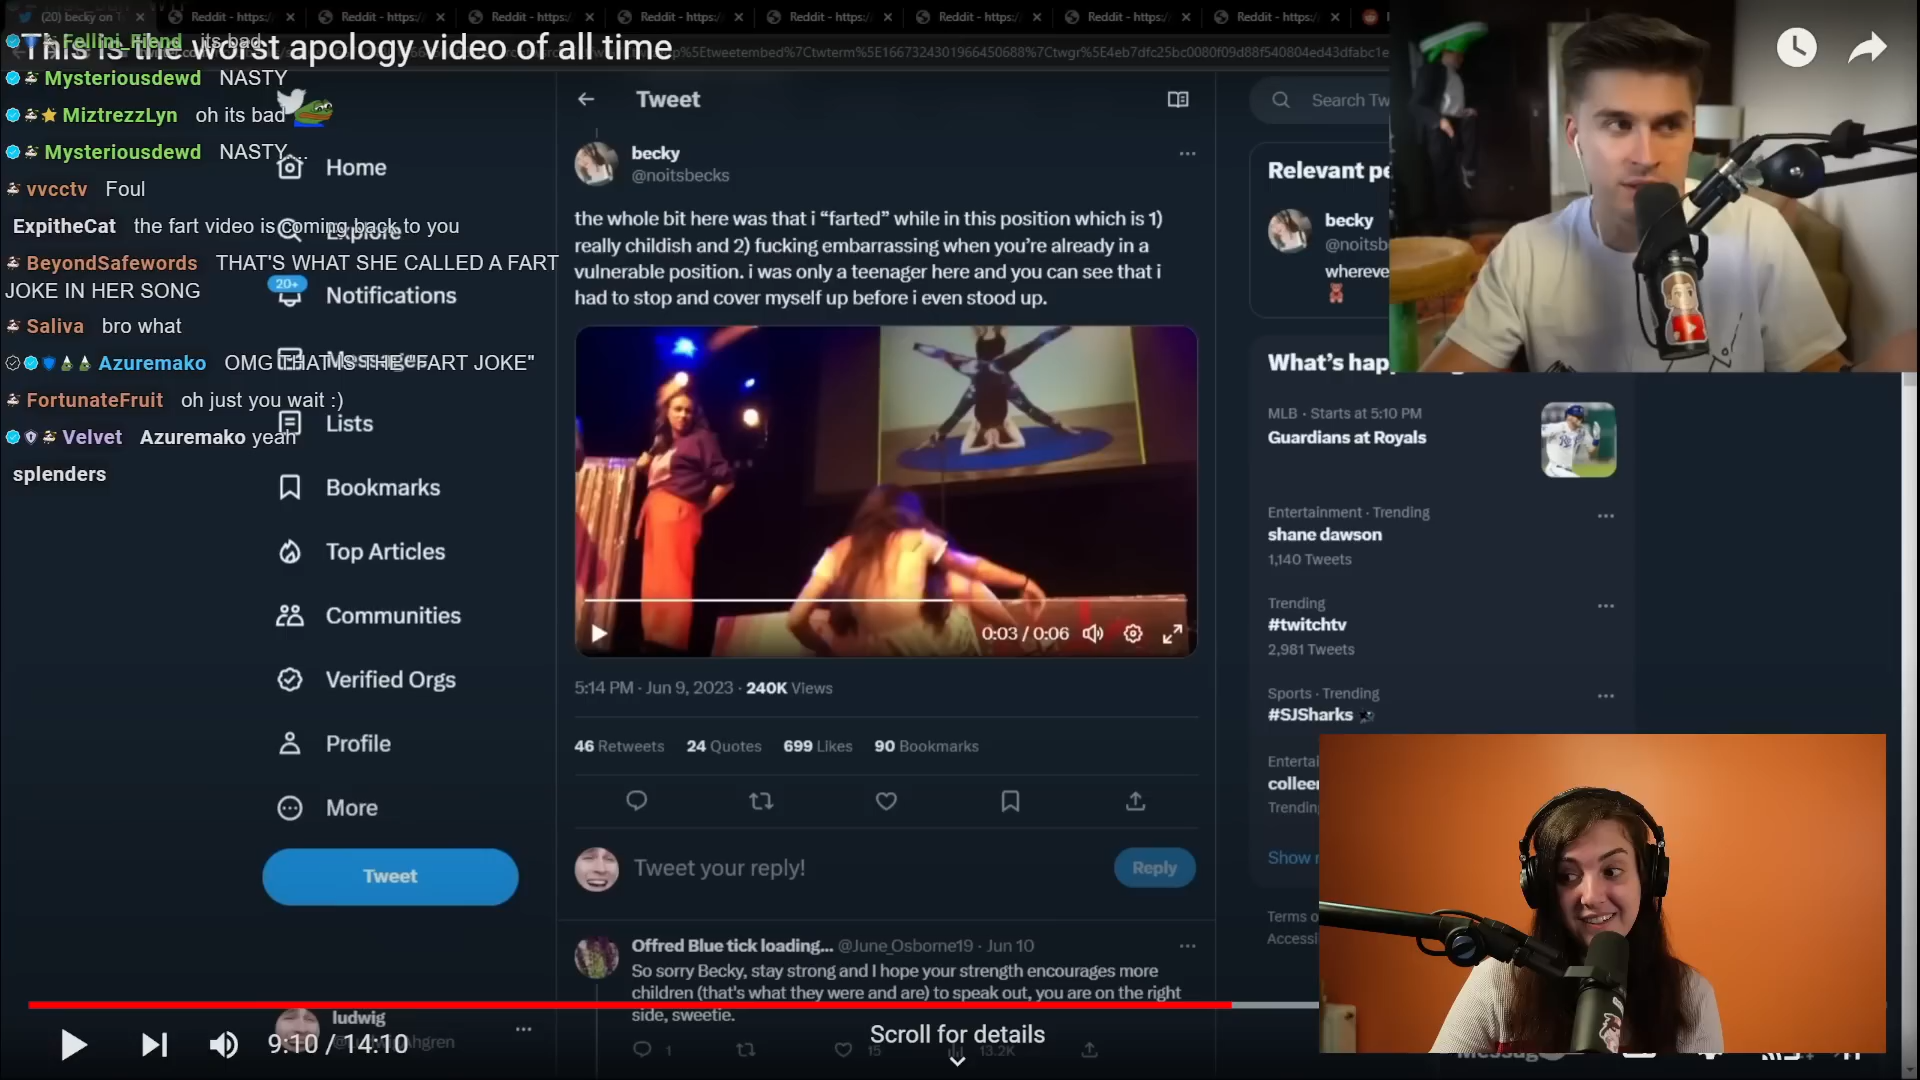 (20) becky on T
Reddit - https:/
Reddit - https:/
Reddit - https:/
Reddit - https:/
Reddit - https:/
Reddit - https:/
Reddit - https:/
Reddit - https:/
This is the worst apology video of all time
Fellini_Fiend its bad
Mysteriousdewd NASTY
MiztrezzLyn oh its bad
Mysteriousdewd NASTY....
vvcctv Foul
ExpitheCat the fart video is coming back to you
BeyondSafewords THAT'S WHAT SHE CALLED A FART
JOKE IN HER SONG
Saliva bro what
Azuremako OMG THAT IS THE "FART JOKE"
FortunateFruit oh just you wait :)
Velvet Azuremako yeah
splenders
Home
Explore
20+
Notifications
Messages
Lists
Bookmarks
Top Articles
Communities
Verified Orgs
Profile
More
Tweet
ludwig
Tweet
becky
@noitsbecks
the whole bit here was that i “farted” while in this position which is 1)
really childish and 2) fucking embarrassing when you’re already in a
vulnerable position. i was only a teenager here and you can see that i
had to stop and cover myself up before i even stood up.
0:03 / 0:06
5:14 PM · Jun 9, 2023 · 240K Views
46 Retweets 24 Quotes 699 Likes 90 Bookmarks
Tweet your reply!
Reply
Offred Blue tick loading... @June_Osborne19 · Jun 10
So sorry Becky, stay strong and I hope your strength encourages more
children (that's what they were and are) to speak out, you are on the right
side, sweetie.
1
15
13.2K
Search Tw
Relevant pe
becky
@noitsb
whereve
What’s hap
MLB · Starts at 5:10 PM
Guardians at Royals
Entertainment · Trending
shane dawson
1,140 Tweets
Trending
#twitchtv
2,981 Tweets
Sports · Trending
#SJSharks
Entertai
colleen
Trending
Show
Terms o
Accessi
9:10 / 14:10
Scroll for details